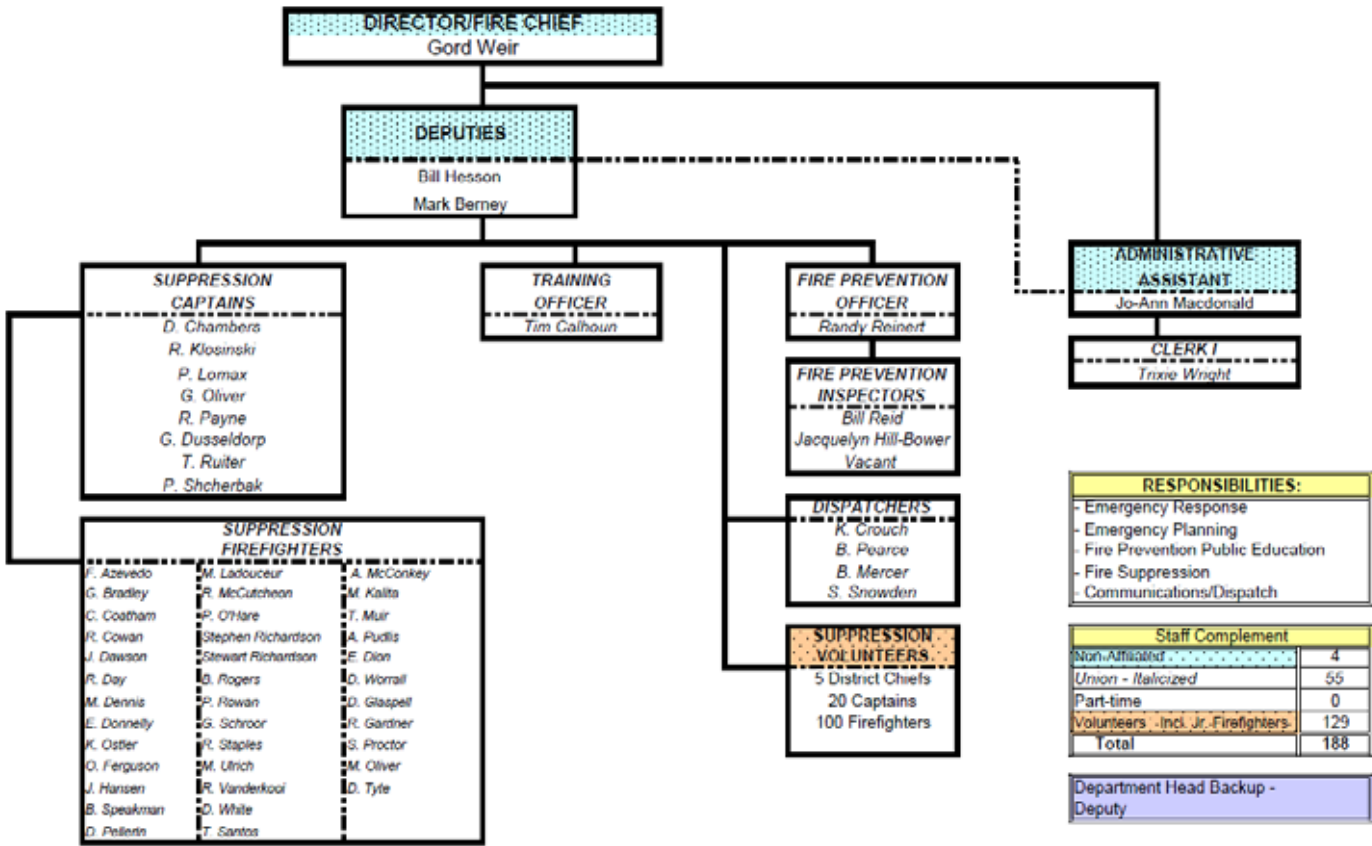 DIRECTOR/FIRE CHIEF
Gord Weir
DEPUTIES
Bill Hesson
Mark Berney
SUPPRESSION
CAPTAINS
D. Chambers
R. Klosinski
P. Lomax
G. Oliver
R. Payne
G. Dusseldorp
T. Ruiter
P. Shcherbak
TRAINING
OFFICER
Tim Calhoun
FIRE PREVENTION
OFFICER
Randy Reinert
FIRE PREVENTION
INSPECTORS
Bill Reid
Jacquelyn Hill-Bower
Vacant
ADMINISTRATIVE
ASSISTANT
Jo-Ann Macdonald
CLERK I
Trixie Wright
SUPPRESSION
FIREFIGHTERS
F. Azevedo
G. Bradley
C. Coatham
R. Cowan
J. Dawson
R. Day
M. Dennis
E. Donnelly
K. Ostler
O. Ferguson
J. Hansen
B. Speakman
D. Pellerin
M. Ladouceur
R. McCutcheon
P. O'Hare
Stephen Richardson
Stewart Richardson
B. Rogers
P. Rowan
G. Schroor
R. Staples
M. Ulrich
R. Vanderkooi
D. White
T. Santos
A. McConkey
M. Kalita
T. Muir
A. Pudlis
E. Dion
D. Worrall
D. Glaspell
R. Gardner
S. Proctor
M. Oliver
D. Tyte
DISPATCHERS
K. Crouch
B. Pearce
B. Mercer
S. Snowden
SUPPRESSION
VOLUNTEERS
5 District Chiefs
20 Captains
100 Firefighters
RESPONSIBILITIES:
- Emergency Response
- Emergency Planning
- Fire Prevention Public Education
- Fire Suppression
- Communications/Dispatch
Staff Complement
Non-Affiliated 4
Union - Italicized 55
Part-time 0
Volunteers -Incl. Jr. Firefighters- 129
Total 188
Department Head Backup -
Deputy